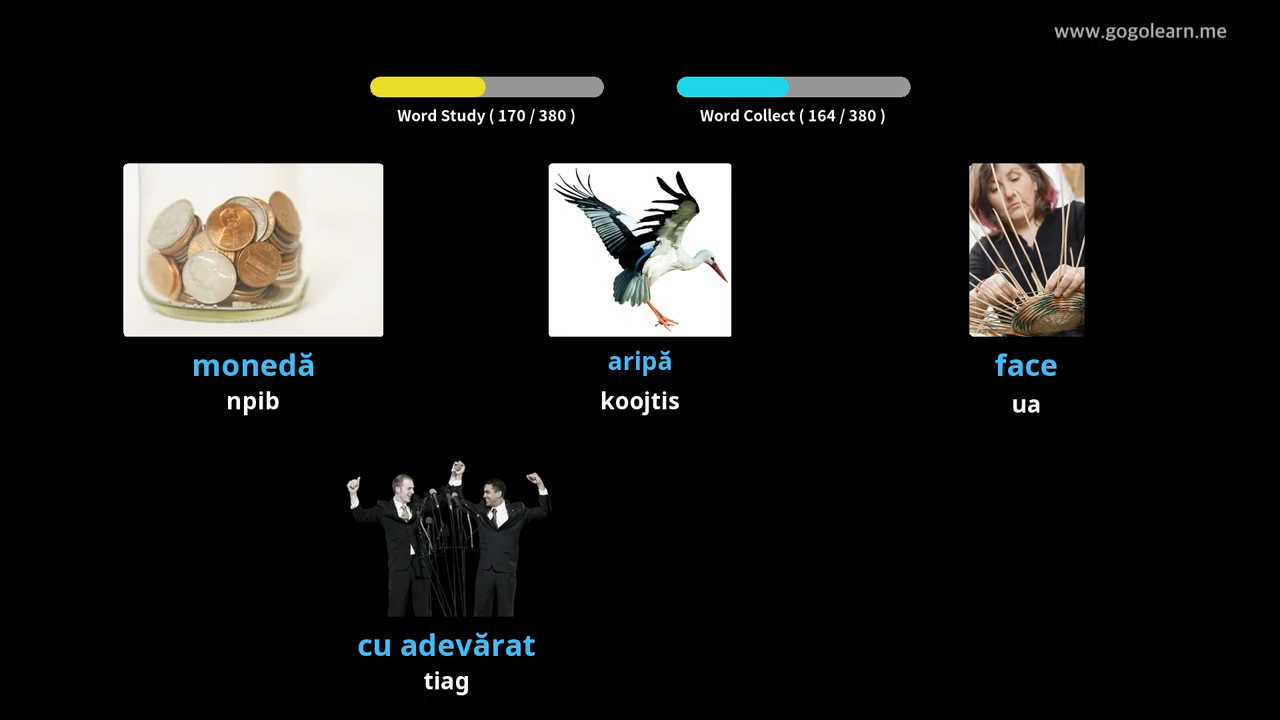 www.gogolearn.me
Word Study ( 170 / 380 )
Word Collect ( 164 / 380 )
monedă
npib
aripă
koojtis
face
ua
cu adevărat
tiag